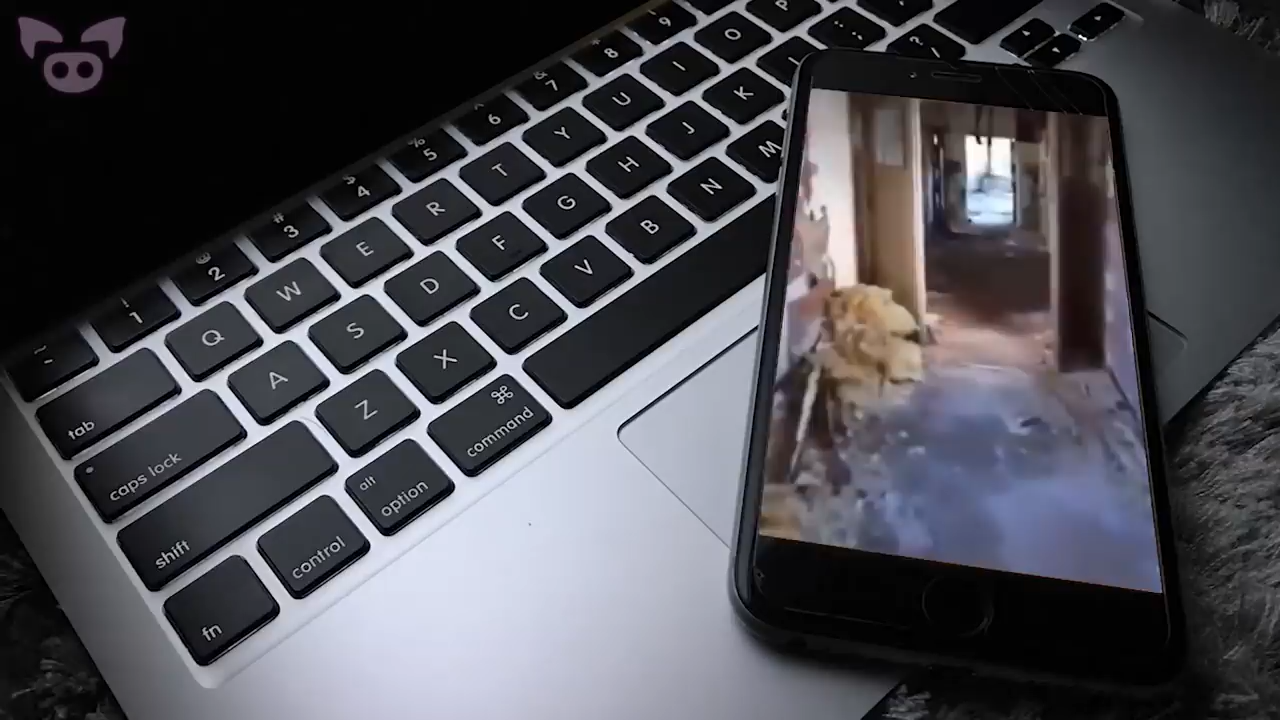 * 9 P
* 8 O : ;
& 7 I L ? /
^ 6 U K
% 5 Y J
$ 4 T H M
# 3 R G N
@ 2 E F B
! 1 W D V
~ Q S C
tab A X
caps lock Z ⌘ command
shift alt option
fn control